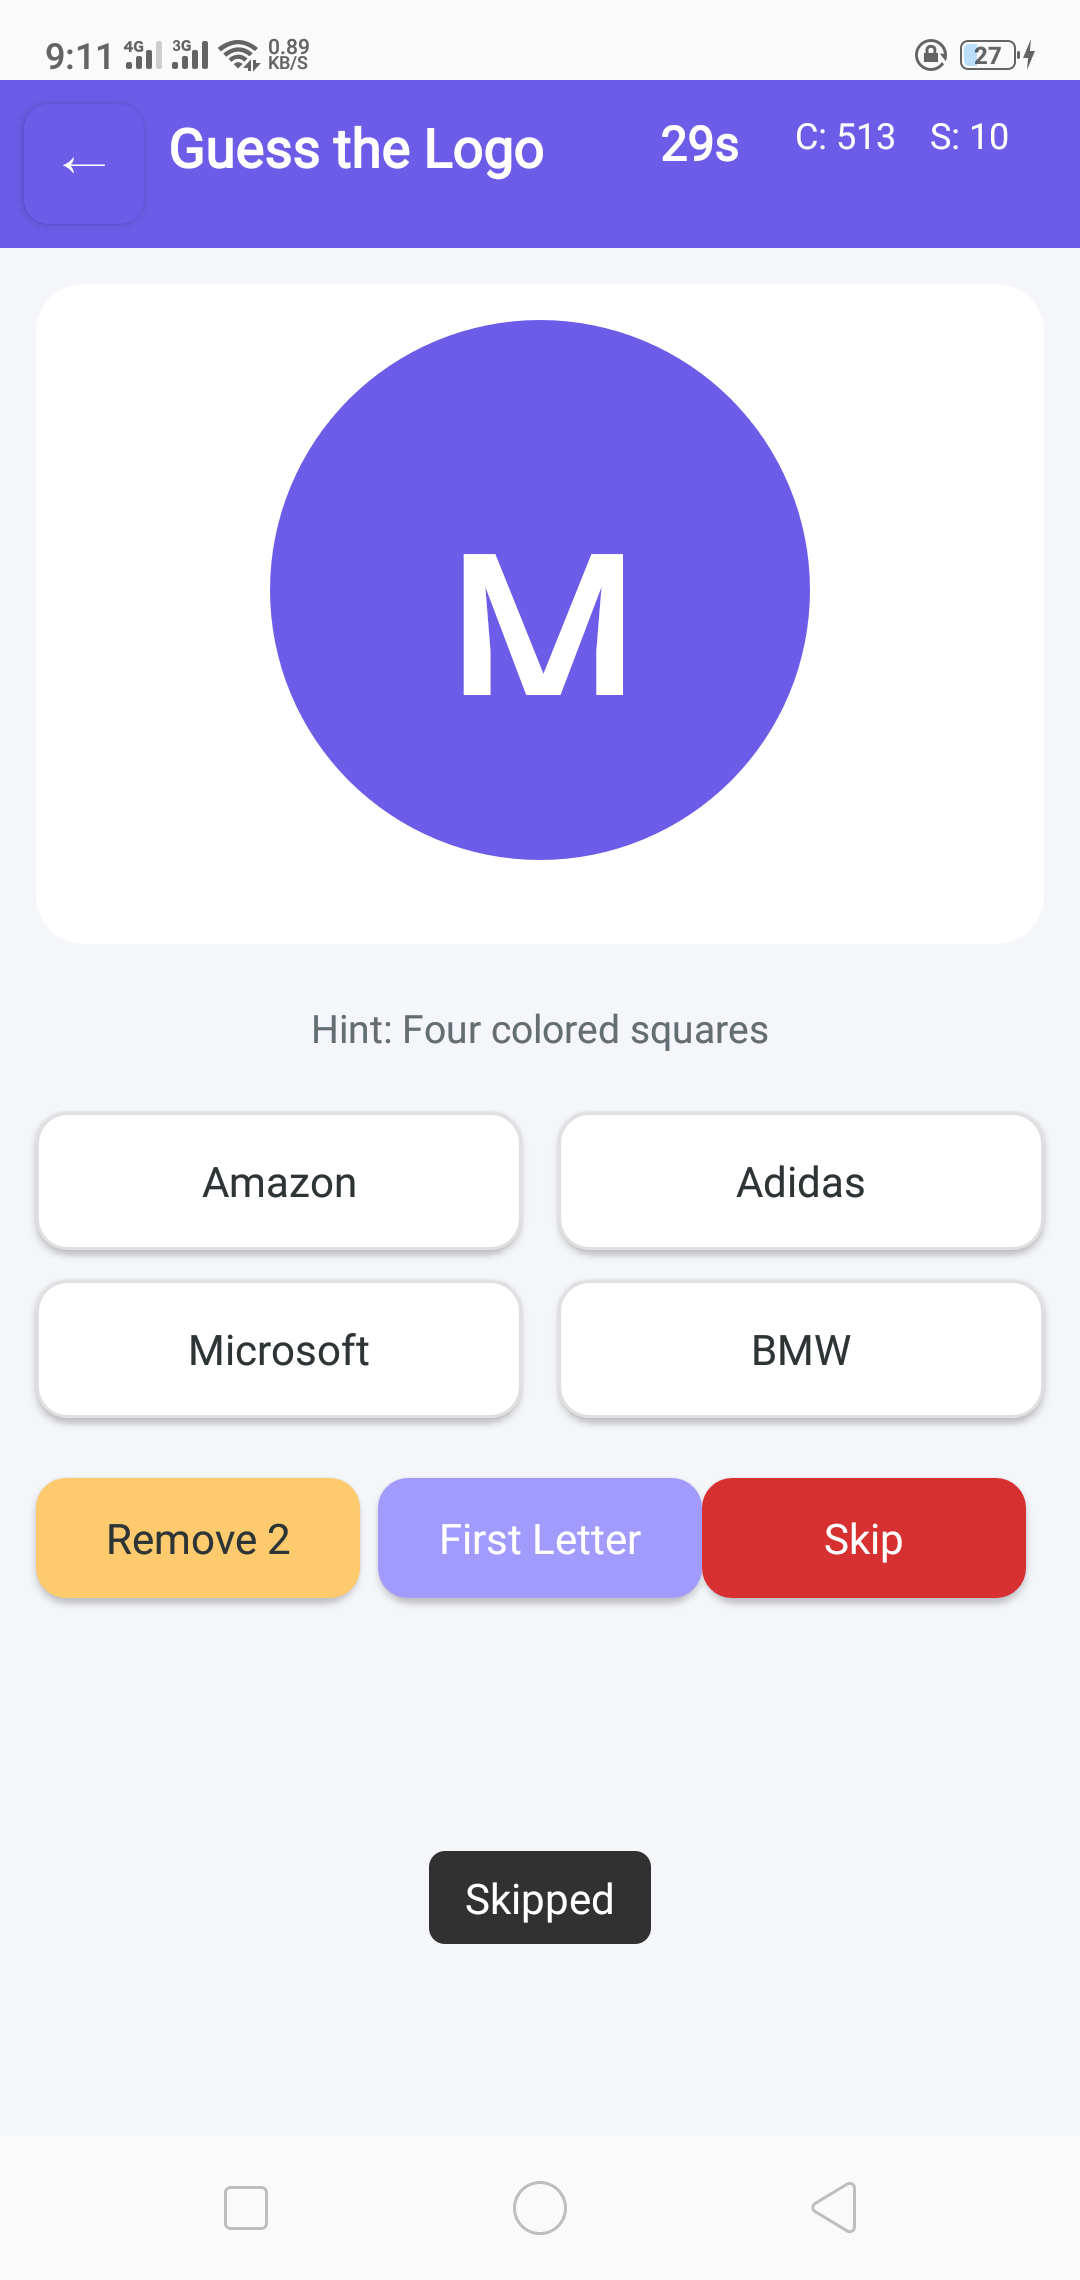 9:11 4G 3G 0.89 KB/S 27
← Guess the Logo 29s C: 513 S: 10
M
Hint: Four colored squares
Amazon Adidas
Microsoft BMW
Remove 2 First Letter Skip
Skipped